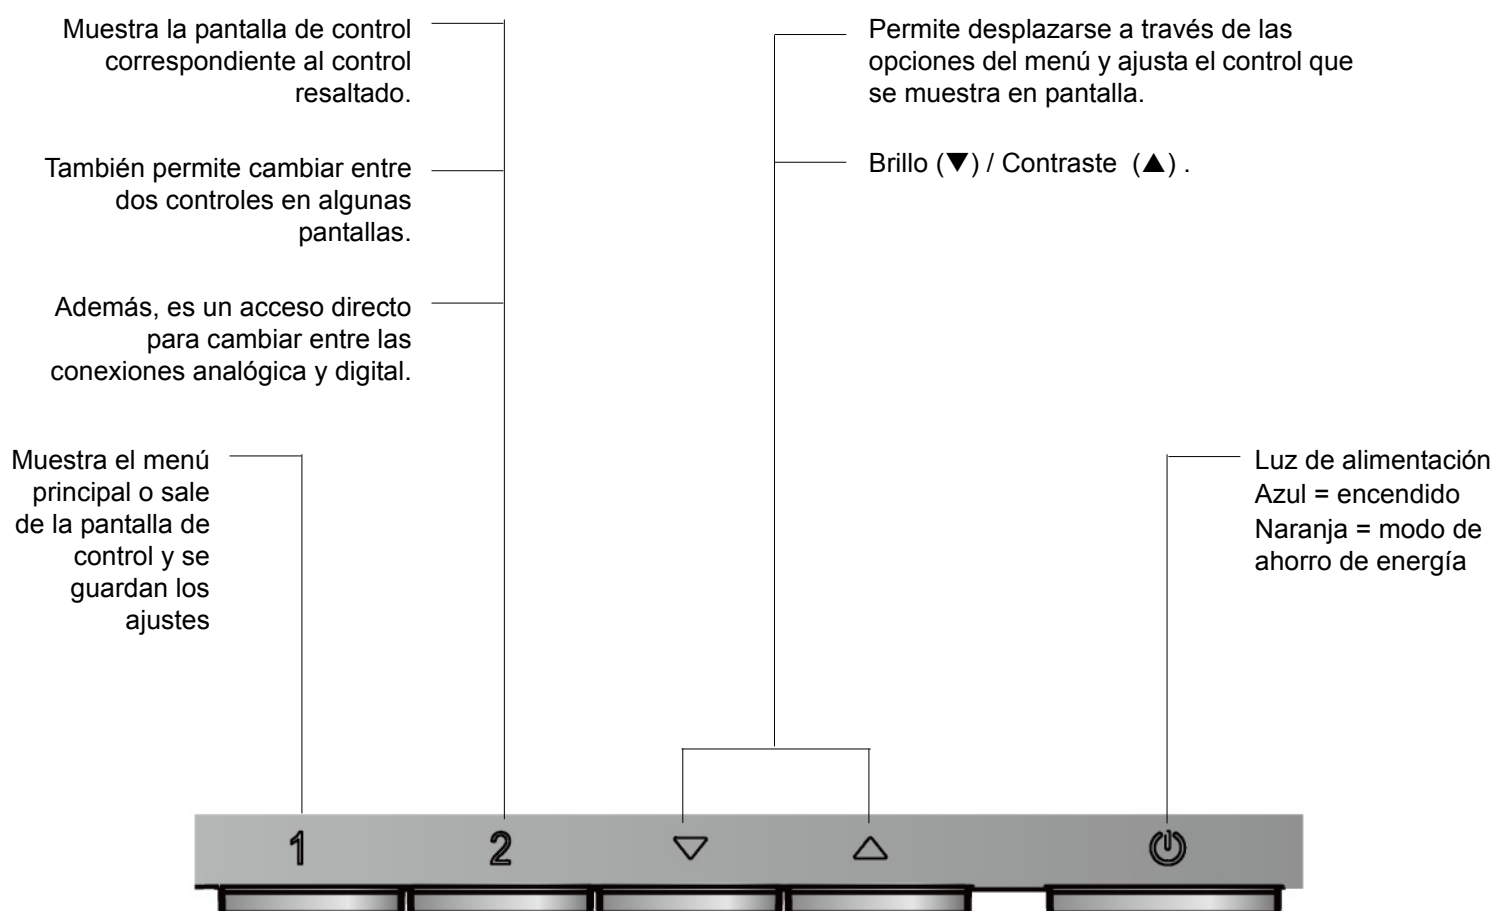 Muestra la pantalla de control
correspondiente al control
resaltado.
También permite cambiar entre
dos controles en algunas
pantallas.
Además, es un acceso directo
para cambiar entre las
conexiones analógica y digital.
Muestra el menú
principal o sale
de la pantalla de
control y se
guardan los
ajustes
Permite desplazarse a través de las
opciones del menú y ajusta el control que
se muestra en pantalla.
Brillo (▼) / Contraste (▲) .
Luz de alimentación
Azul = encendido
Naranja = modo de
ahorro de energía
1 2 ▽ △ ⏻